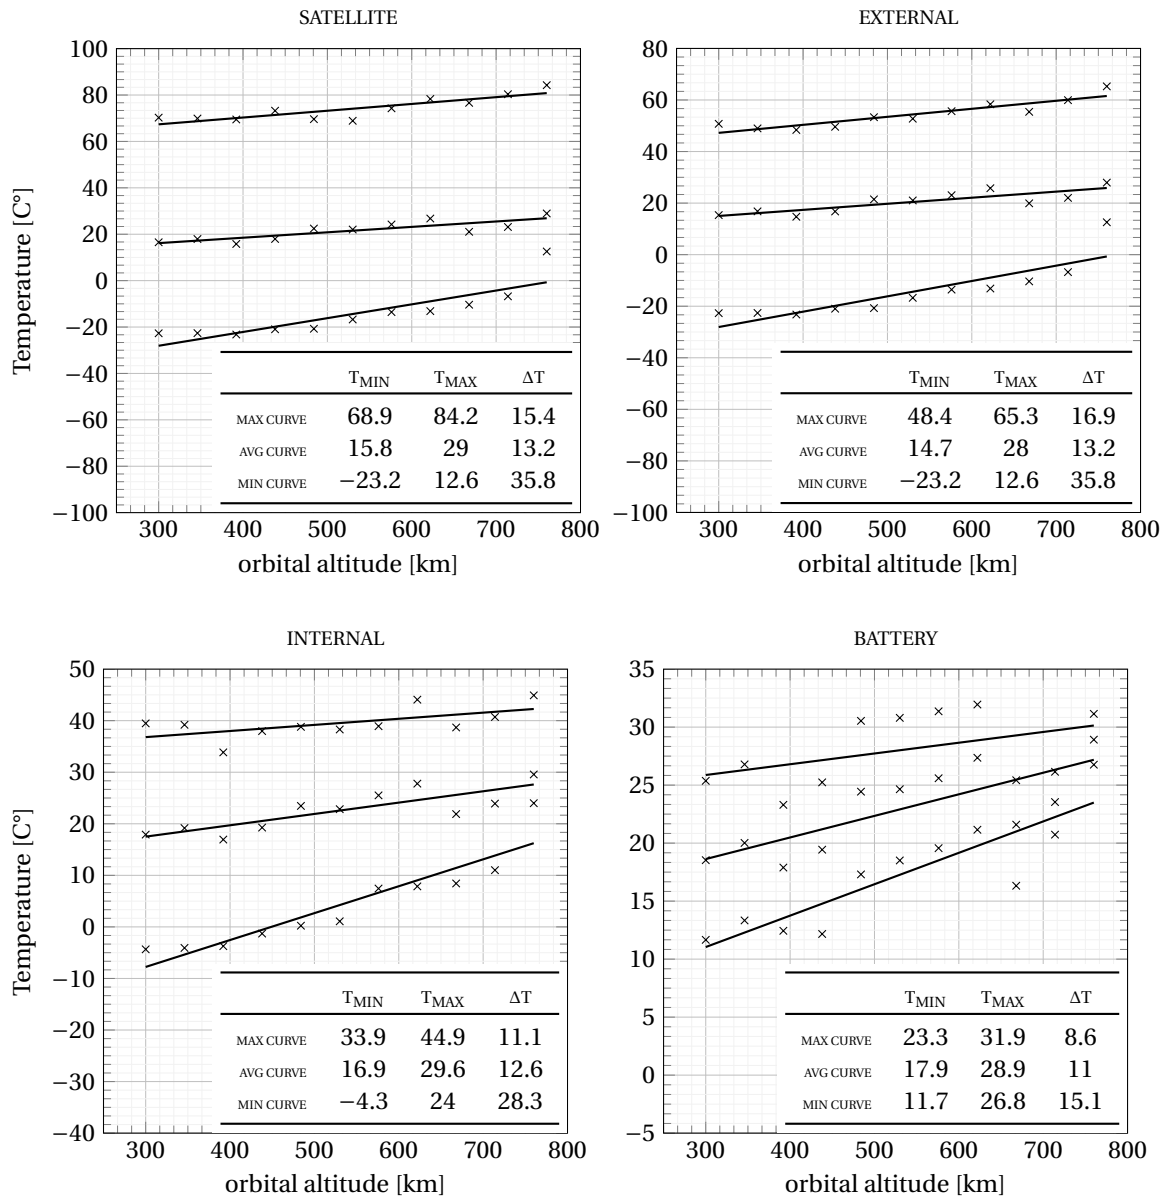 SATELLITE
100
80
60
40
20
0
−20
−40
−60
−80
−100
Temperature [C°]
T_MIN T_MAX ΔT
MAX CURVE 68.9 84.2 15.4
AVG CURVE 15.8 29 13.2
MIN CURVE −23.2 12.6 35.8
300 400 500 600 700 800
orbital altitude [km]
EXTERNAL
80
60
40
20
0
−20
−40
−60
−80
−100
T_MIN T_MAX ΔT
MAX CURVE 48.4 65.3 16.9
AVG CURVE 14.7 28 13.2
MIN CURVE −23.2 12.6 35.8
300 400 500 600 700 800
orbital altitude [km]
INTERNAL
50
40
30
20
10
0
−10
−20
−30
−40
Temperature [C°]
T_MIN T_MAX ΔT
MAX CURVE 33.9 44.9 11.1
AVG CURVE 16.9 29.6 12.6
MIN CURVE −4.3 24 28.3
300 400 500 600 700 800
orbital altitude [km]
BATTERY
35
30
25
20
15
10
5
0
−5
T_MIN T_MAX ΔT
MAX CURVE 23.3 31.9 8.6
AVG CURVE 17.9 28.9 11
MIN CURVE 11.7 26.8 15.1
300 400 500 600 700 800
orbital altitude [km]